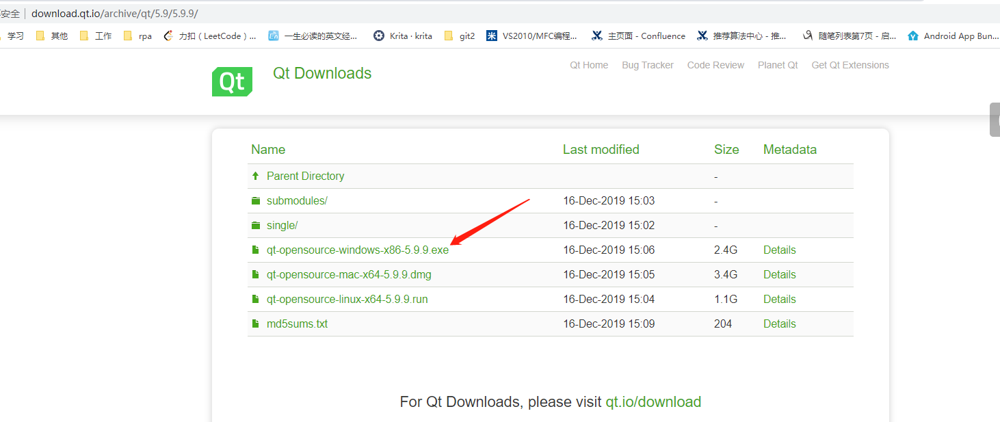 安全 download.qt.io/archive/qt/5.9/5.9.9/
学习 其他 工作 rpa 力扣 ( LeetCode ) ... 一生必读的英文经... Krita · krita git2 VS2010/MFC编程... 主页面 - Confluence 推荐算法中心 - 推... 随笔列表第7页 - 启... Android App Bun...
Qt Qt Downloads Qt Home Bug Tracker Code Review Planet Qt Get Qt Extensions
Name Last modified Size Metadata
Parent Directory -
submodules/ 16-Dec-2019 15:03 -
single/ 16-Dec-2019 15:02 -
qt-opensource-windows-x86-5.9.9.exe 16-Dec-2019 15:06 2.4G Details
qt-opensource-mac-x64-5.9.9.dmg 16-Dec-2019 15:05 3.4G Details
qt-opensource-linux-x64-5.9.9.run 16-Dec-2019 15:04 1.1G Details
md5sums.txt 16-Dec-2019 15:09 204 Details
For Qt Downloads, please visit qt.io/download